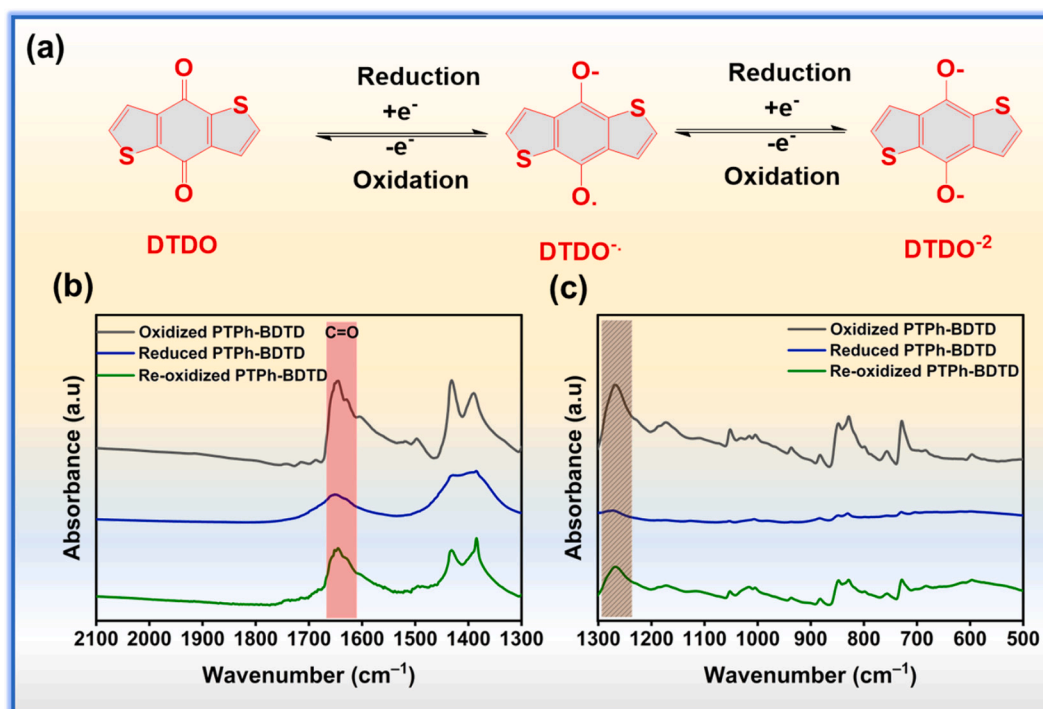 (a)
O
S
S
O
DTDO
Reduction
+e⁻
-e⁻
Oxidation
O-
S
S
O.
DTDO⁻·
Reduction
+e⁻
-e⁻
Oxidation
O-
S
S
O-
DTDO⁻²
(b)
Oxidized PTPh-BDTD
Reduced PTPh-BDTD
Re-oxidized PTPh-BDTD
C=O
Absorbance (a.u)
2100 2000 1900 1800 1700 1600 1500 1400 1300
Wavenumber (cm⁻¹)
(c)
Oxidized PTPh-BDTD
Reduced PTPh-BDTD
Re-oxidized PTPh-BDTD
Absorbance (a.u)
1300 1200 1100 1000 900 800 700 600 500
Wavenumber (cm⁻¹)